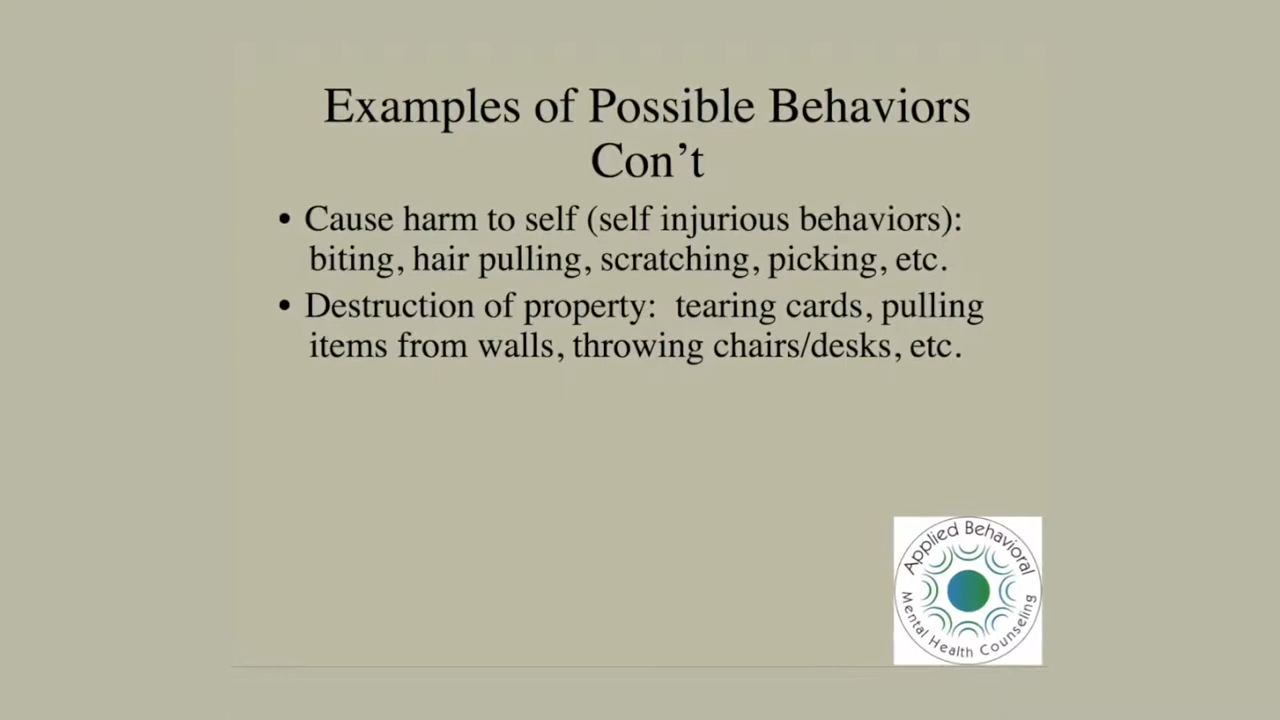 Examples of Possible Behaviors
Con’t
• Cause harm to self (self injurious behaviors):
biting, hair pulling, scratching, picking, etc.
• Destruction of property:  tearing cards, pulling
items from walls, throwing chairs/desks, etc.
Applied Behavioral
Mental Health Counseling